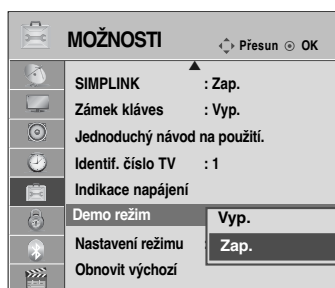 MOŽNOSTI
Přesun OK
SIMPLINK : Zap.
Zámek kláves : Vyp.
Jednoduchý návod na použití.
Identif. číslo TV : 1
Indikace napájení
Demo režim
Vyp.
Nastavení režimu :
Zap.
Obnovit výchozí